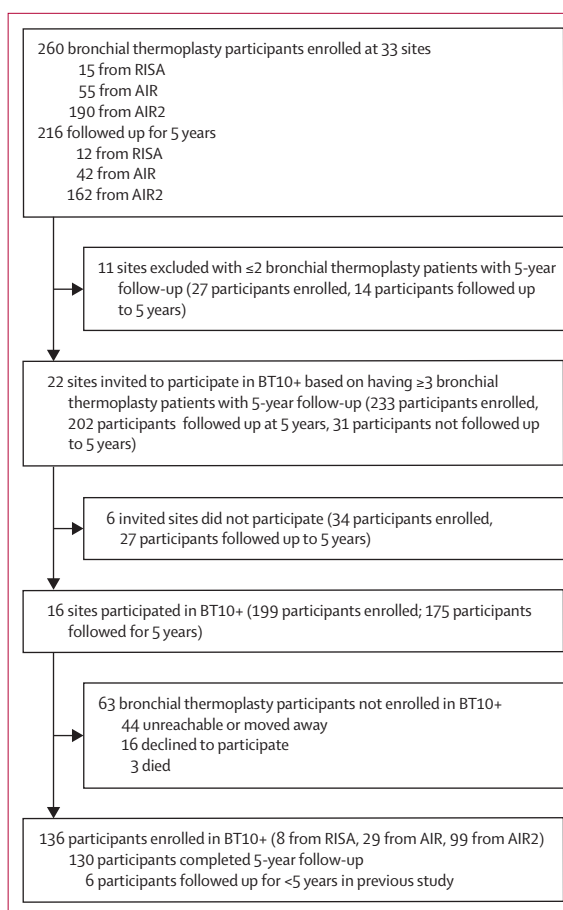 260 bronchial thermoplasty participants enrolled at 33 sites
15 from RISA
55 from AIR
190 from AIR2
216 followed up for 5 years
12 from RISA
42 from AIR
162 from AIR2
11 sites excluded with ≤2 bronchial thermoplasty patients with 5-year
follow-up (27 participants enrolled, 14 participants followed up
to 5 years)
22 sites invited to participate in BT10+ based on having ≥3 bronchial
thermoplasty patients with 5-year follow-up (233 participants enrolled,
202 participants followed up at 5 years, 31 participants not followed up
to 5 years)
6 invited sites did not participate (34 participants enrolled,
27 participants followed up to 5 years)
16 sites participated in BT10+ (199 participants enrolled; 175 participants
followed for 5 years)
63 bronchial thermoplasty participants not enrolled in BT10+
44 unreachable or moved away
16 declined to participate
3 died
136 participants enrolled in BT10+ (8 from RISA, 29 from AIR, 99 from AIR2)
130 participants completed 5-year follow-up
6 participants followed up for <5 years in previous study